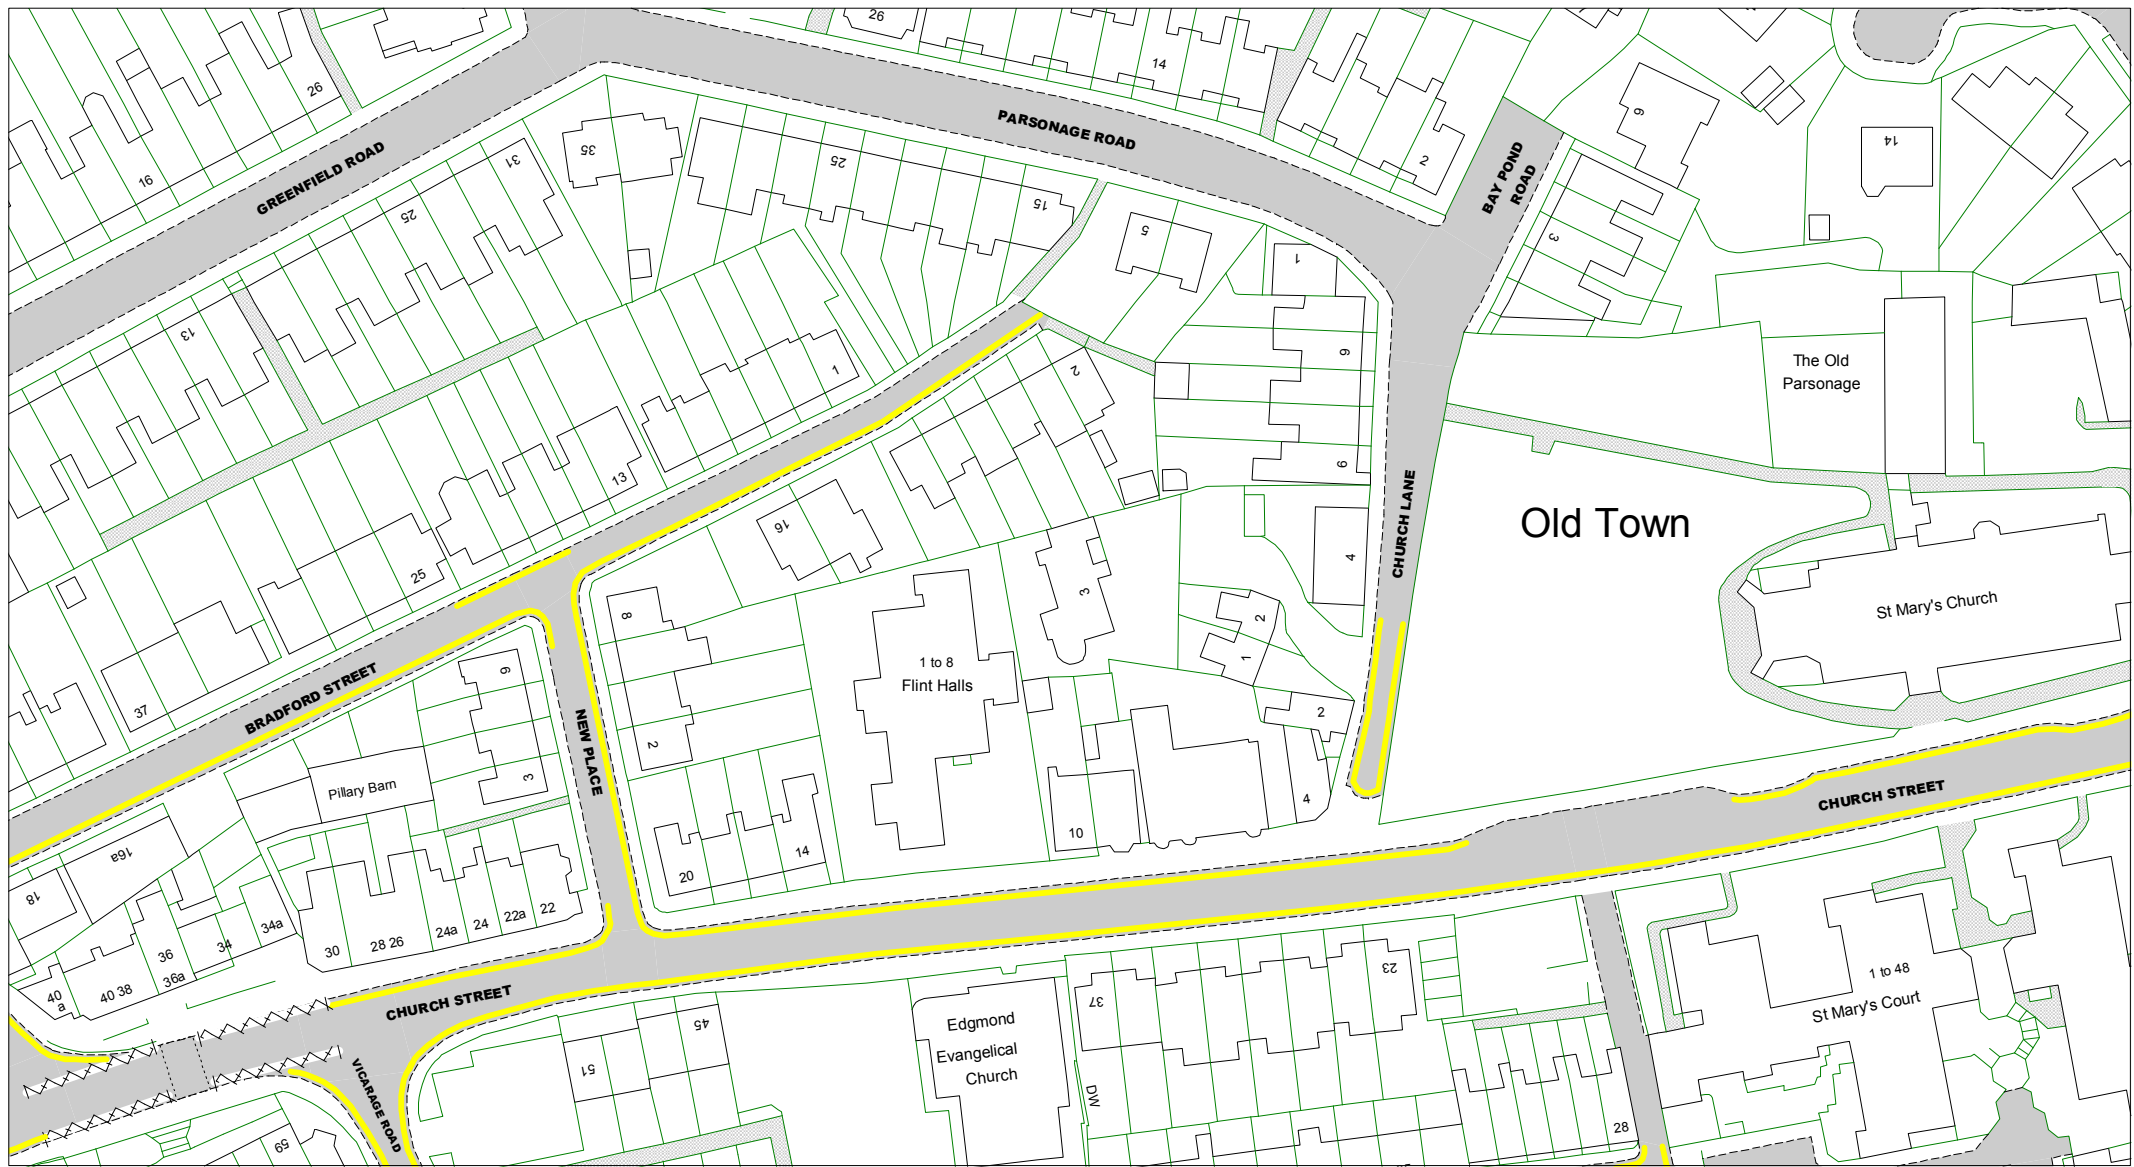 26
14
26
16
GREENFIELD ROAD
31
25
13
35
25
15
PARSONAGE ROAD
2
BAY POND
ROAD
9
14
3
5
1
9
6
The Old
Parsonage
1
2
13
25
37
16
CHURCH LANE
Old Town
4
3
2
1
2
4
10
St Mary's Church
8
2
1 to 8
Flint Halls
BRADFORD STREET
NEW PLACE
6
3
Pillary Barn
16a
18
20
14
CHURCH STREET
30
28 26
24a
24
22a
22
34a
34
36
36a
40 38
40
a
CHURCH STREET
VICARAGE ROAD
59
51
45
Edgmond
Evangelical
Church
37
23
DW
28
1 to 48
St Mary's Court